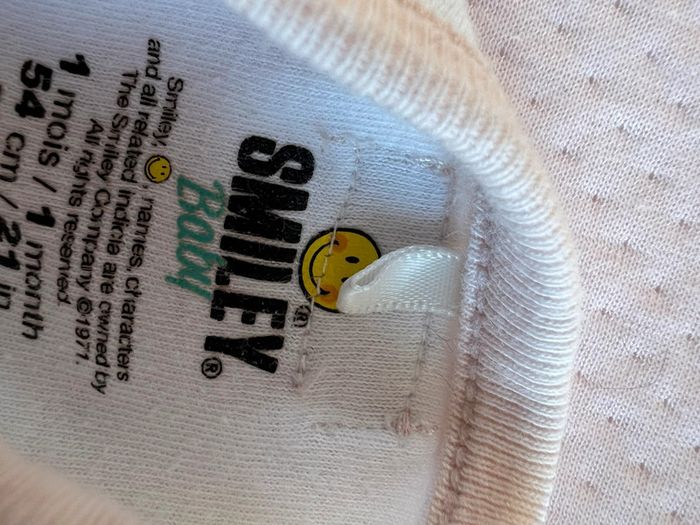 ®
SMILEY®
Baby
Smiley, , names, characters
and all related indicia are owned by
The Smiley Company ©1971.
All rights reserved.
1 mois / 1 month
54 cm / 21 in